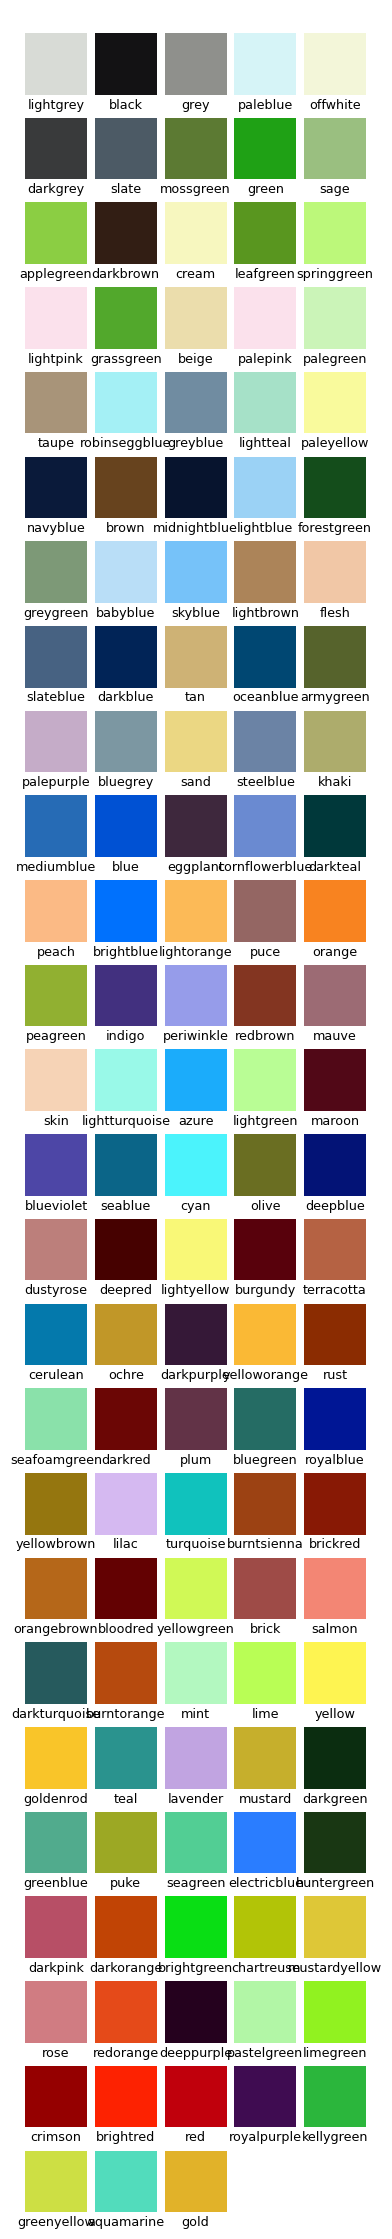 lightgrey black grey paleblue offwhite
darkgrey slate mossgreen green sage
applegreen darkbrown cream leafgreen springgreen
lightpink grassgreen beige palepink palegreen
taupe robinseggblue greyblue lightteal paleyellow
navyblue brown midnightblue lightblue forestgreen
greygreen babyblue skyblue lightbrown flesh
slateblue darkblue tan oceanblue armygreen
palepurple bluegrey sand steelblue khaki
mediumblue blue eggplant cornflowerblue darkteal
peach brightblue lightorange puce orange
peagreen indigo periwinkle redbrown mauve
skin lightturquoise azure lightgreen maroon
blueviolet seablue cyan olive deepblue
dustyrose deepred lightyellow burgundy terracotta
cerulean ochre darkpurple yelloworange rust
seafoamgreen darkred plum bluegreen royalblue
yellowbrown lilac turquoise burntsienna brickred
orangebrown bloodred yellowgreen brick salmon
darkturquoise burntorange mint lime yellow
goldenrod teal lavender mustard darkgreen
greenblue puke seagreen electricblue huntergreen
darkpink darkorange brightgreen chartreuse mustardyellow
rose redorange deeppurple pastelgreen limegreen
crimson brightred red royalpurple kellygreen
greenyellow aquamarine gold